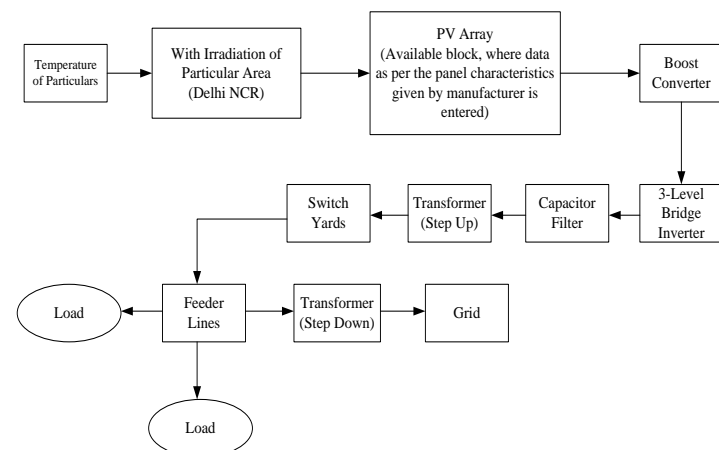 Temperature
of Particulars
With Irradiation of
Particular Area
(Delhi NCR)
PV Array
(Available block, where data
as per the panel characteristics
given by manufacturer is
entered)
Boost
Converter
3-Level
Bridge
Inverter
Capacitor
Filter
Transformer
(Step Up)
Switch
Yards
Feeder
Lines
Load
Transformer
(Step Down)
Grid
Load